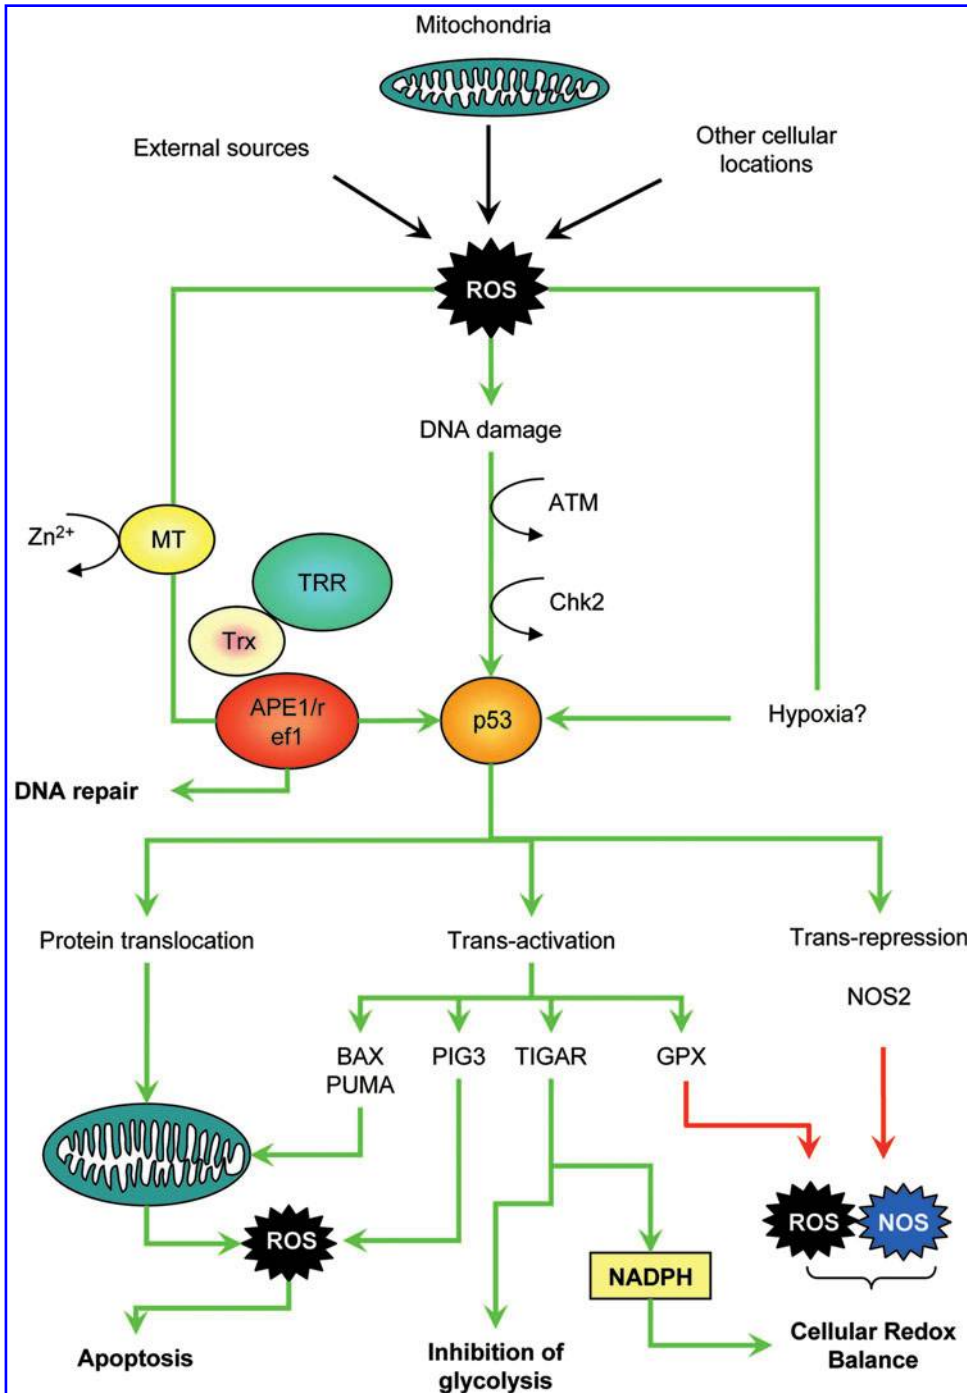 Mitochondria
External sources
Other cellular
locations
ROS
DNA damage
ATM
Zn²⁺
MT
TRR
Chk2
Trx
APE1/r
ef1
p53
Hypoxia?
DNA repair
Protein translocation
Trans-activation
Trans-repression
NOS2
BAX
PUMA
PIG3
TIGAR
GPX
ROS
ROS
NOS
NADPH
Apoptosis
Inhibition of
glycolysis
Cellular Redox
Balance